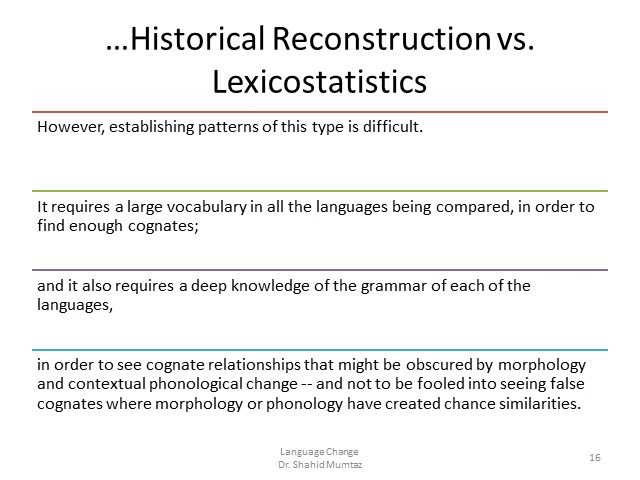 ...Historical Reconstruction vs.
Lexicostatistics
However, establishing patterns of this type is difficult.
It requires a large vocabulary in all the languages being compared, in order to
find enough cognates;
and it also requires a deep knowledge of the grammar of each of the
languages,
in order to see cognate relationships that might be obscured by morphology
and contextual phonological change -- and not to be fooled into seeing false
cognates where morphology or phonology have created chance similarities.
Language Change
Dr. Shahid Mumtaz
16